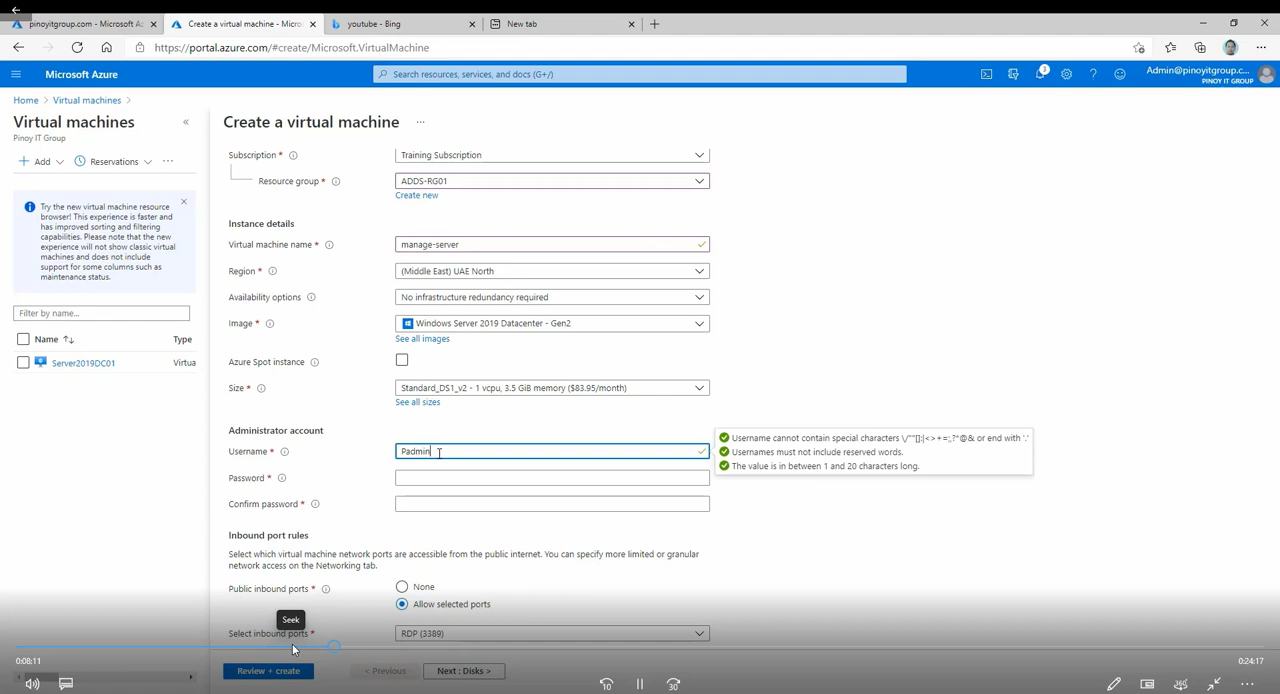 pinoyitgroup.com - Microsoft Az
Create a virtual machine - Micro
youtube - Bing
New tab
https://portal.azure.com/#create/Microsoft.VirtualMachine
Microsoft Azure
Search resources, services, and docs (G+/)
Admin@pinoyitgroup.c...
PINOY IT GROUP
Home > Virtual machines >
Virtual machines
Pinoy IT Group
Add
Reservations
Try the new virtual machine resource
browser! This experience is faster and
has improved sorting and filtering
capabilities. Please note that the new
experience will not show classic virtual
machines and does not include
support for some columns such as
maintenance status.
Filter by name...
Name
Type
Server2019DC01
Virtua
Create a virtual machine
Subscription *
Training Subscription
Resource group *
ADDS-RG01
Create new
Instance details
Virtual machine name *
manage-server
Region *
(Middle East) UAE North
Availability options
No infrastructure redundancy required
Image *
Windows Server 2019 Datacenter - Gen2
See all images
Azure Spot instance
Size *
Standard_DS1_v2 - 1 vcpu, 3.5 GiB memory ($83.95/month)
See all sizes
Administrator account
Username *
Padmin
Username cannot contain special characters \/""[]:|<>+=;,?*@& or end with '.'
Usernames must not include reserved words.
The value is in between 1 and 20 characters long.
Password *
Confirm password *
Inbound port rules
Select which virtual machine network ports are accessible from the public internet. You can specify more limited or granular
network access on the Networking tab.
Public inbound ports *
None
Allow selected ports
Seek
Select inbound ports *
RDP (3389)
0:08:11
0:24:17
Review + create
< Previous
Next : Disks >
10
30
360